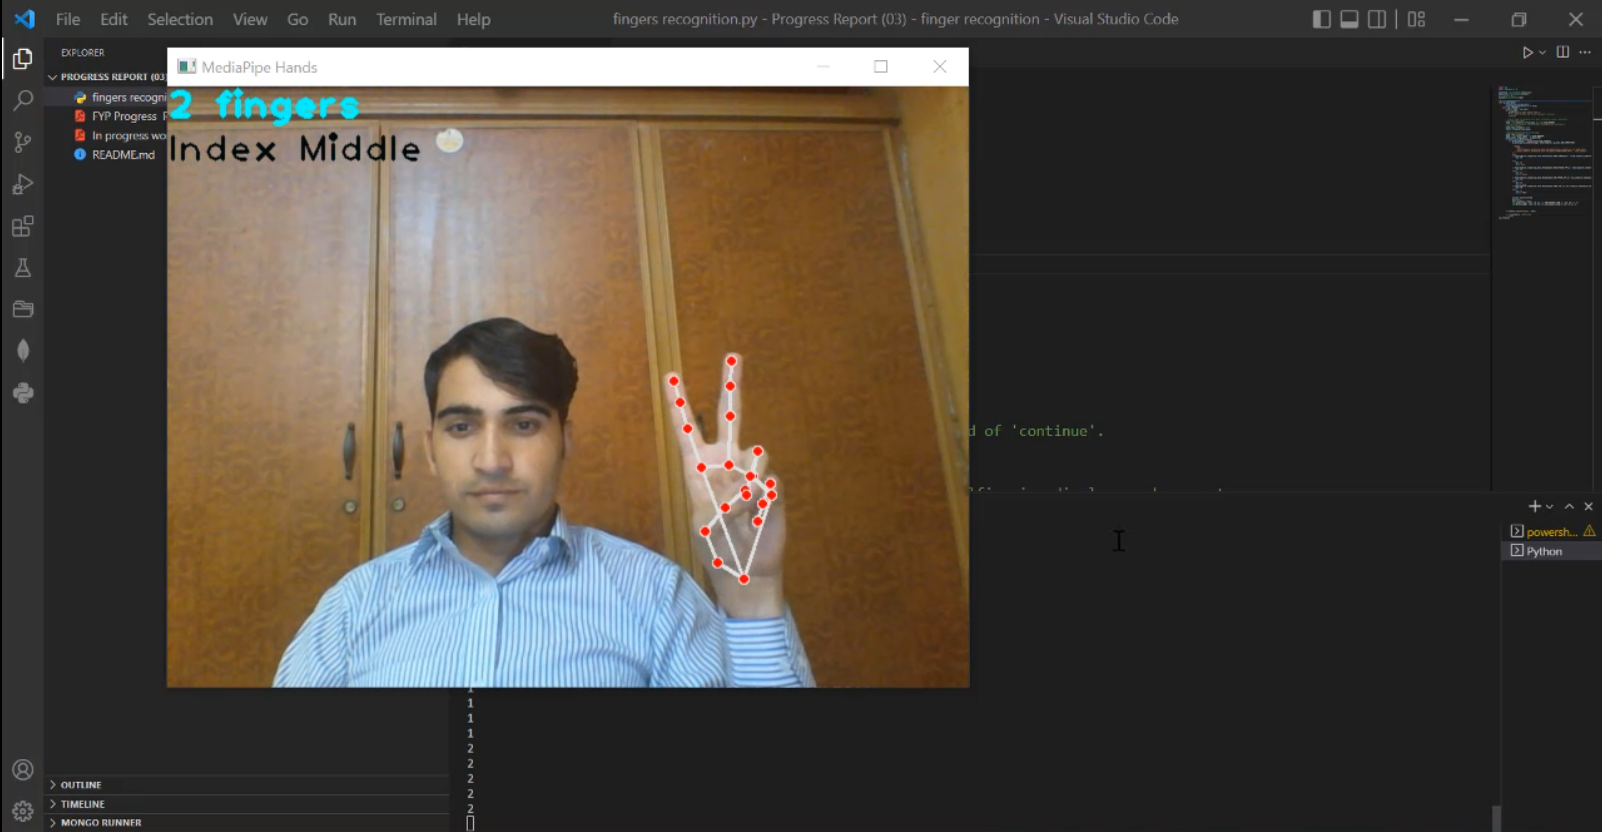 File Edit Selection View Go Run Terminal Help
fingers recognition.py - Progress Report (03) - finger recognition - Visual Studio Code
EXPLORER
PROGRESS REPORT (03)
fingers recogni
FYP Progress
In progress wo
README.md
MediaPipe Hands
2 fingers
Index Middle
d of 'continue'.
powersh...
Python
1
1
1
1
2
2
2
2
2
OUTLINE
TIMELINE
MONGO RUNNER